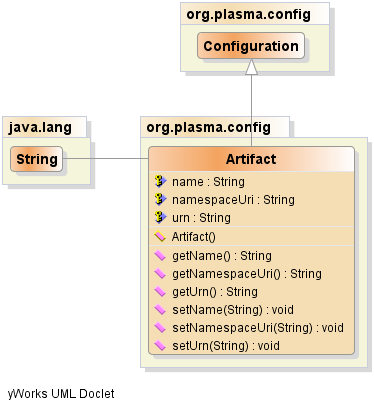 org.plasma.config
Configuration
java.lang
String
org.plasma.config
Artifact
name : String
namespaceUri : String
urn : String
Artifact()
getName() : String
getNamespaceUri() : String
getUrn() : String
setName(String) : void
setNamespaceUri(String) : void
setUrn(String) : void
yWorks UML Doclet